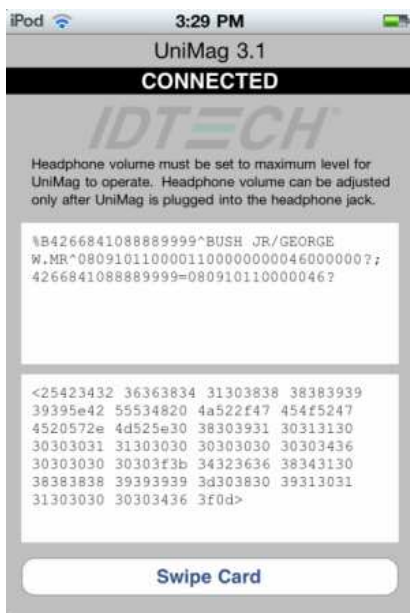 iPod 3:29 PM
UniMag 3.1
CONNECTED
IDTECH
Headphone volume must be set to maximum level for
UniMag to operate. Headphone volume can be adjusted
only after UniMag is plugged into the headphone jack.
%B4266841088889999^BUSH JR/GEORGE
W.MR^0809101100001100000000046000000?;
4266841088889999=080910110000046?
<25423432 36363834 31303838 38383939
39395e42 55534820 4a522f47 454f5247
4520572e 4d525e30 38303931 30313130
30303031 31303030 30303030 30303436
30303030 30303f3b 34323636 38343130
38383838 39393939 3d303830 39313031
31303030 30303436 3f0d>
Swipe Card